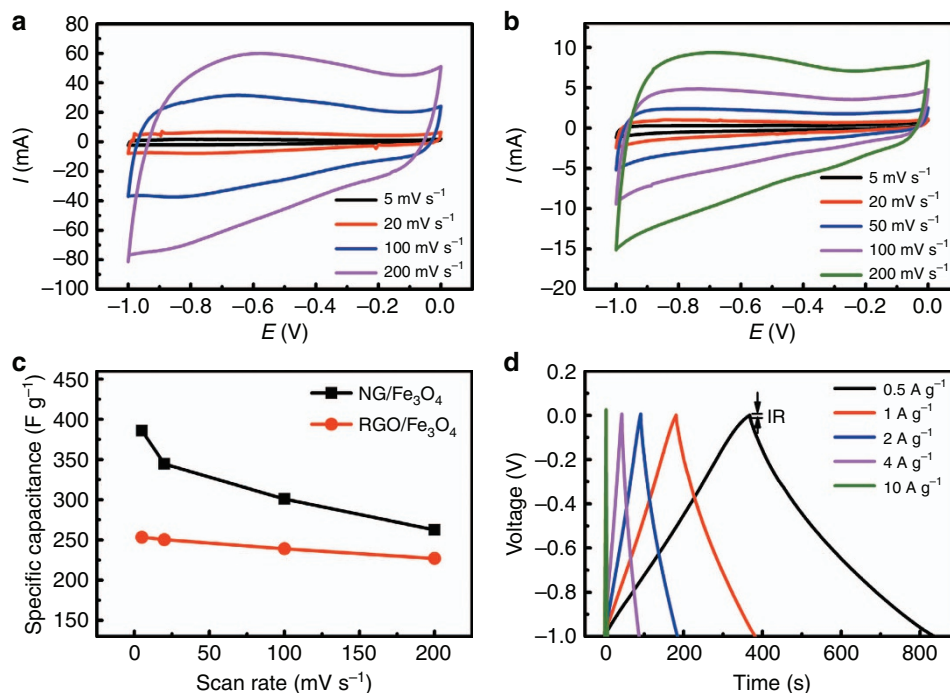 a
80
60
40
20
0
–20
–40
–60
–80
–100
I (mA)
5 mV s⁻¹
20 mV s⁻¹
100 mV s⁻¹
200 mV s⁻¹
–1.0 –0.8 –0.6 –0.4 –0.2 0.0
E (V)
b
10
5
0
–5
–10
–15
–20
I (mA)
5 mV s⁻¹
20 mV s⁻¹
50 mV s⁻¹
100 mV s⁻¹
200 mV s⁻¹
–1.0 –0.8 –0.6 –0.4 –0.2 0.0
E (V)
c
450
400
350
300
250
225
150
Specific capacitance (F g⁻¹)
NG/Fe₃O₄
RGO/Fe₃O₄
0 50 100 150 200
Scan rate (mV s⁻¹)
d
0.2
0.0
–0.2
–0.4
–0.6
–0.8
–1.0
Voltage (V)
IR
0.5 A g⁻¹
1 A g⁻¹
2 A g⁻¹
4 A g⁻¹
10 A g⁻¹
0 200 400 600 800
Time (s)